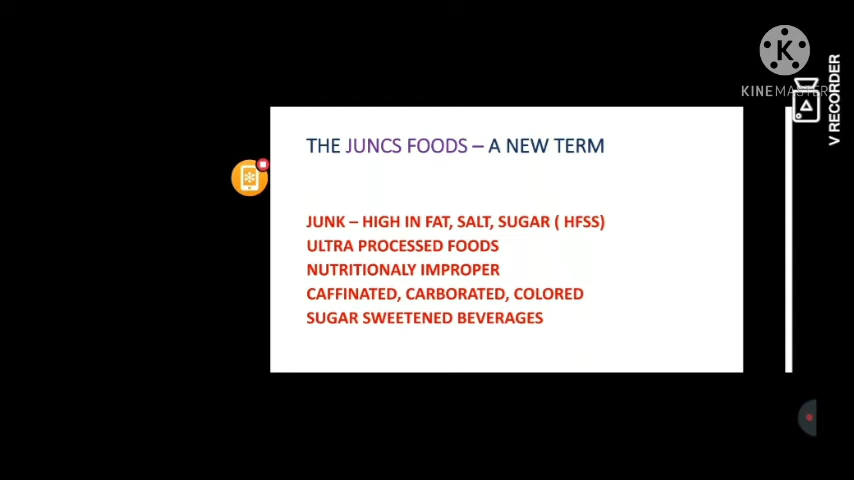 K
KINEMASTER
V RECORDER
THE JUNCS FOODS – A NEW TERM
JUNK – HIGH IN FAT, SALT, SUGAR ( HFSS)
ULTRA PROCESSED FOODS
NUTRITIONALY IMPROPER
CAFFINATED, CARBORATED, COLORED
SUGAR SWEETENED BEVERAGES